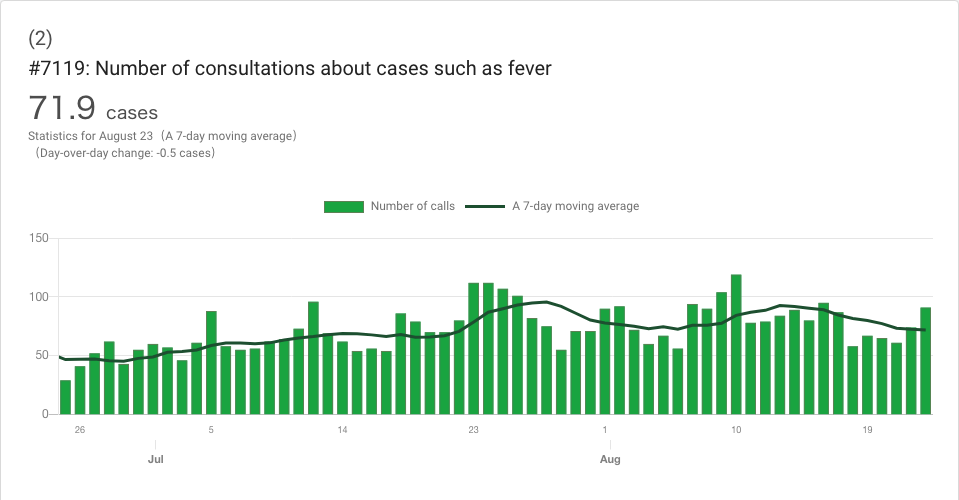 (2)
#7119: Number of consultations about cases such as fever
71.9 cases
Statistics for August 23（A 7-day moving average）
（Day-over-day change: -0.5 cases）
Number of calls A 7-day moving average
150
100
50
0
26 5 14 23 1 10 19
Jul Aug